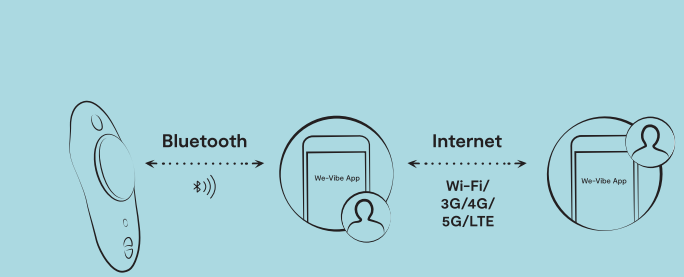 Bluetooth
Internet
We-Vibe App
We-Vibe App
Wi-Fi/
3G/4G/
5G/LTE